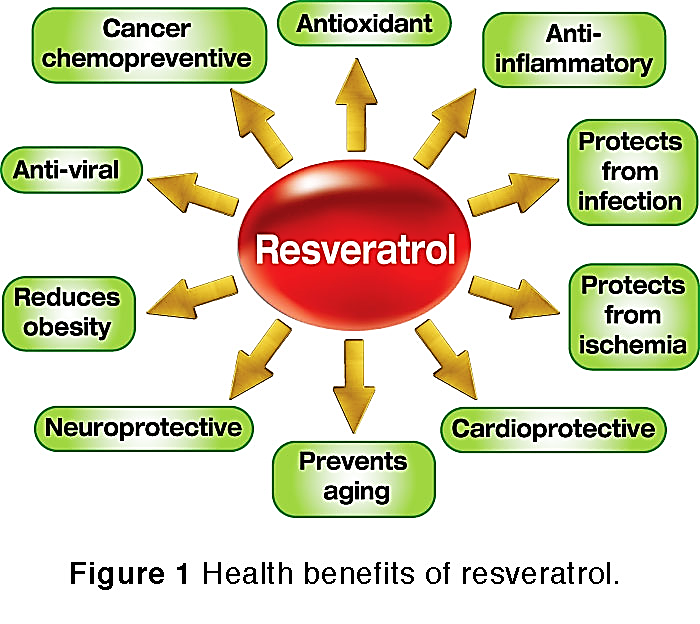 Cancer
chemopreventive
Antioxidant
Anti-
inflammatory
Anti-viral
Protects
from
infection
Resveratrol
Reduces
obesity
Protects
from
ischemia
Neuroprotective
Prevents
aging
Cardioprotective
Figure 1 Health benefits of resveratrol.